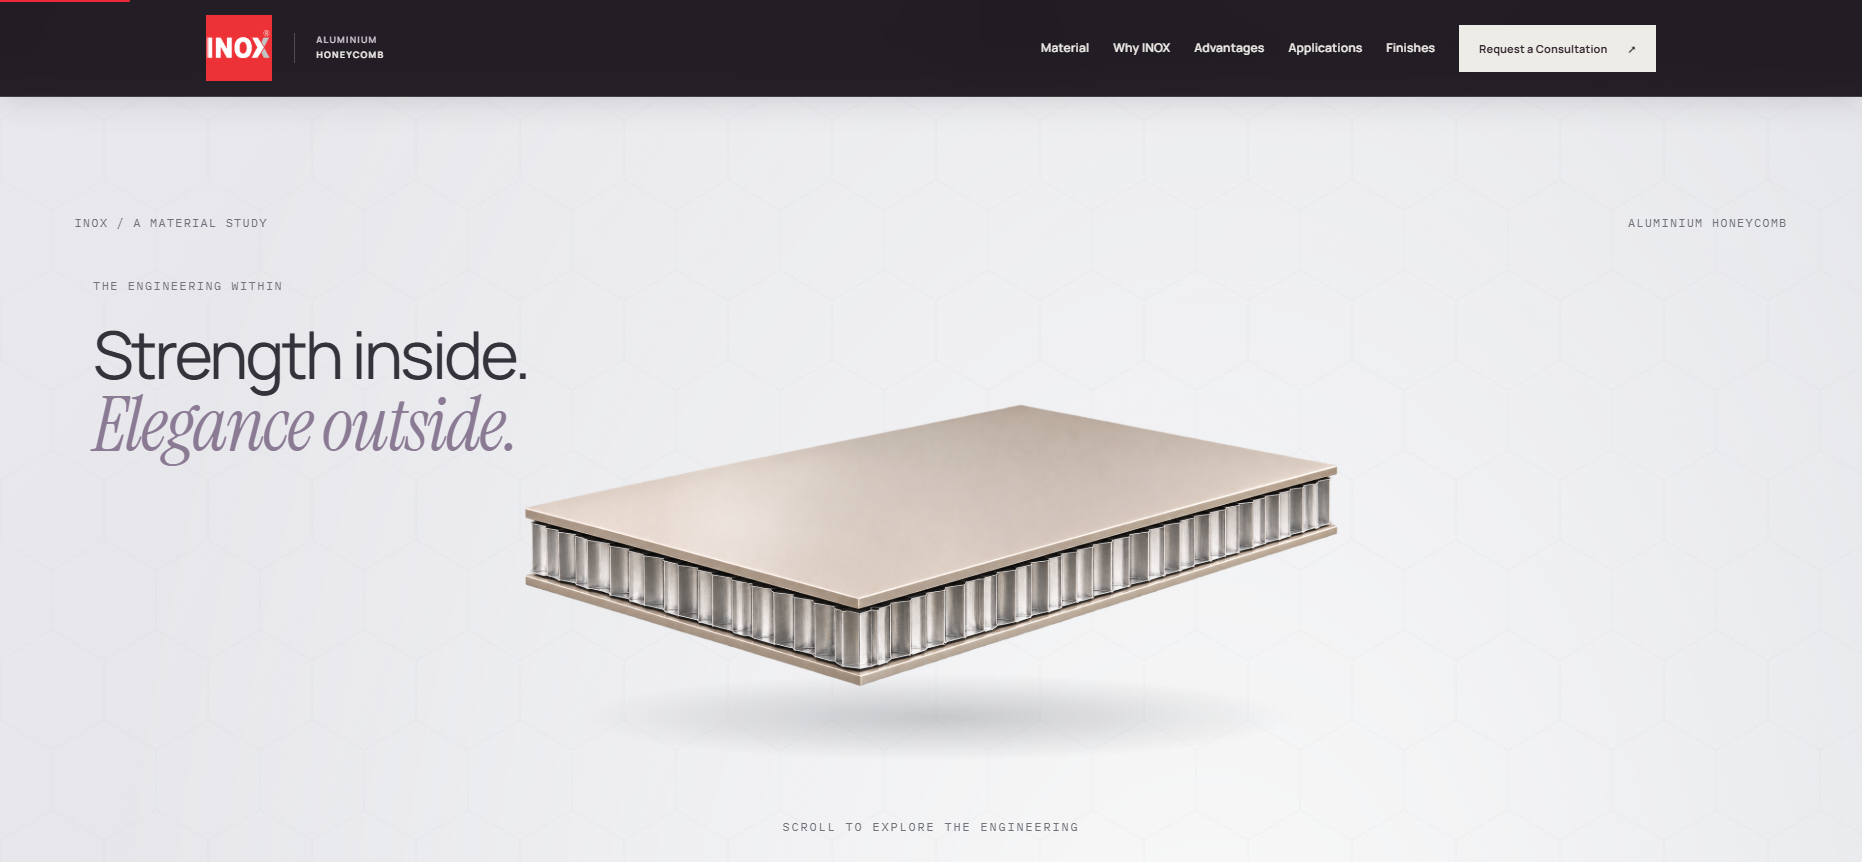 INOX®
ALUMINIUM
HONEYCOMB
Material Why INOX Advantages Applications Finishes Request a Consultation ↗
INOX / A MATERIAL STUDY
ALUMINIUM HONEYCOMB
THE ENGINEERING WITHIN
Strength inside.
Elegance outside.
SCROLL TO EXPLORE THE ENGINEERING